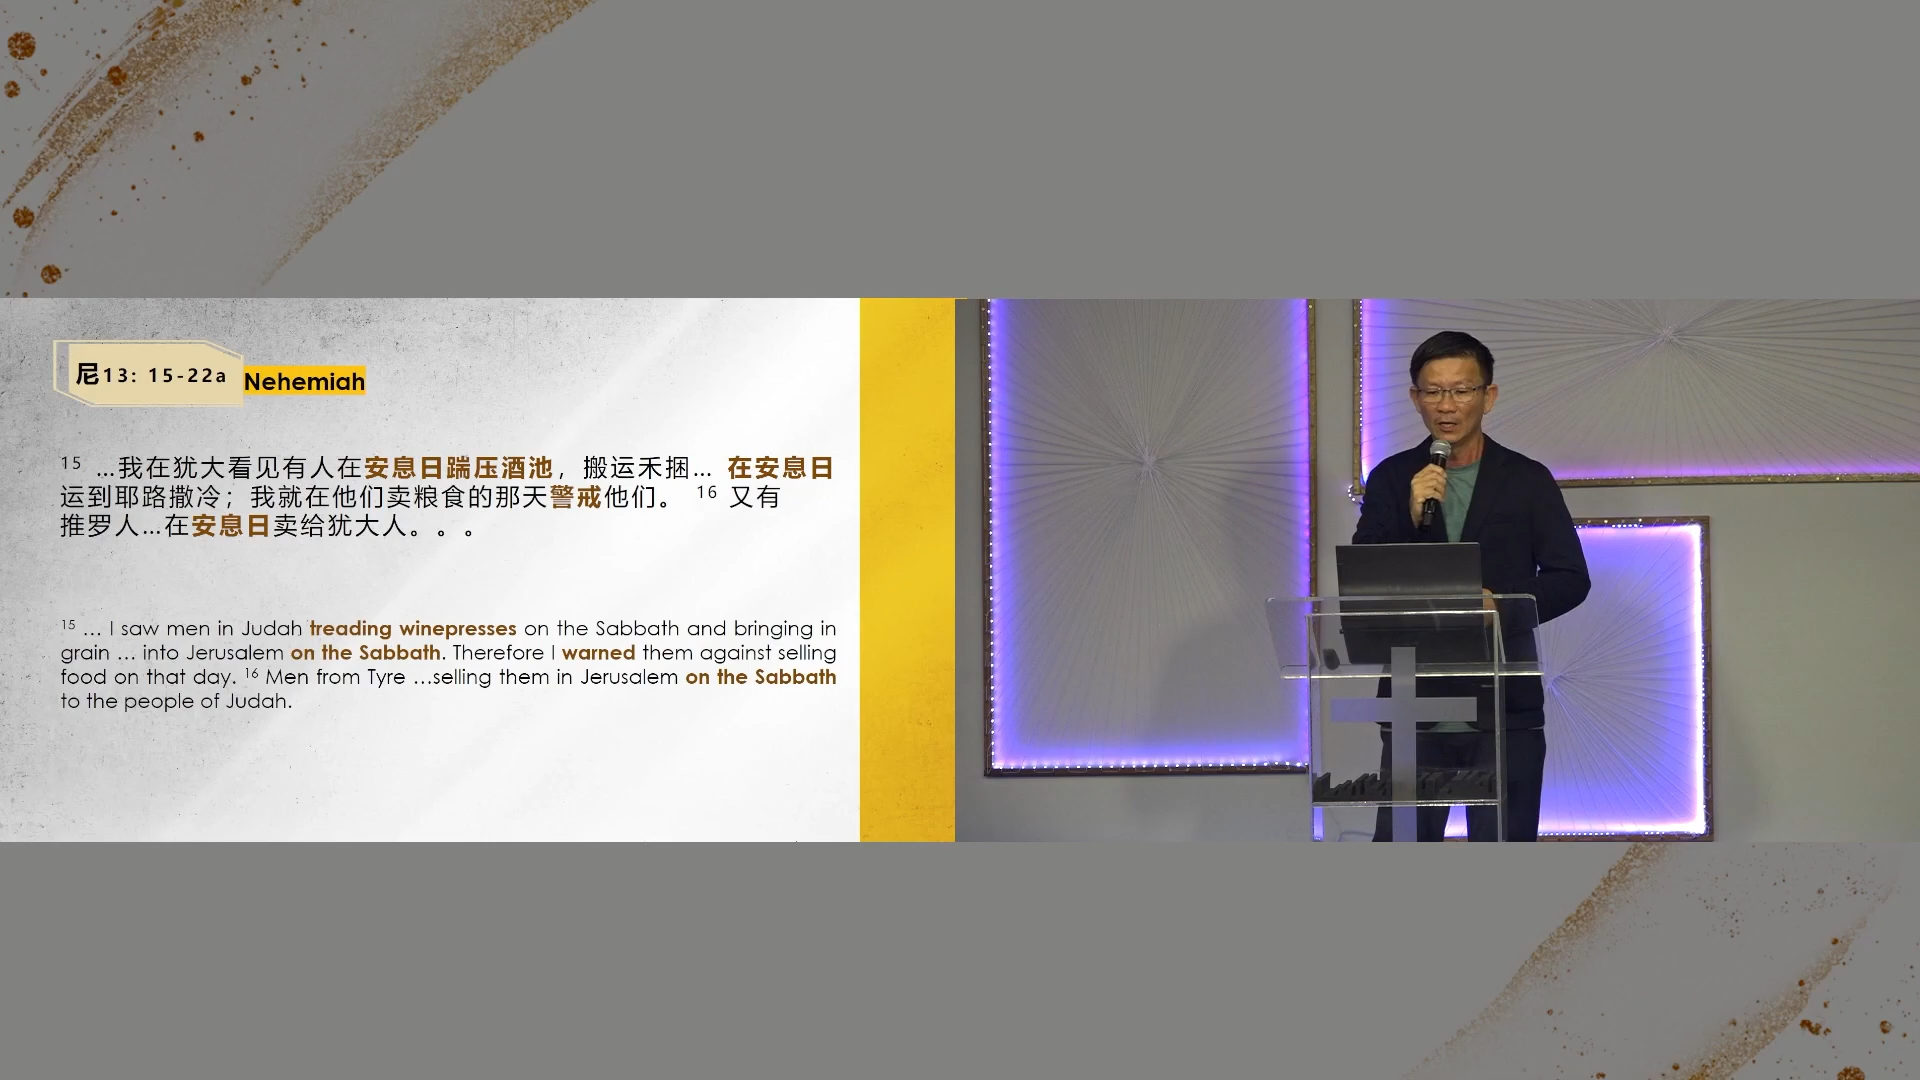 尼13: 15-22a
Nehemiah
15 ...我在犹大看见有人在安息日踹压酒池，搬运禾捆... 在安息日
运到耶路撒冷；我就在他们卖粮食的那天警戒他们。 16 又有
推罗人...在安息日卖给犹大人。。。
15 ... I saw men in Judah treading winepresses on the Sabbath and bringing in
grain ... into Jerusalem on the Sabbath. Therefore I warned them against selling
food on that day. 16 Men from Tyre ...selling them in Jerusalem on the Sabbath
to the people of Judah.